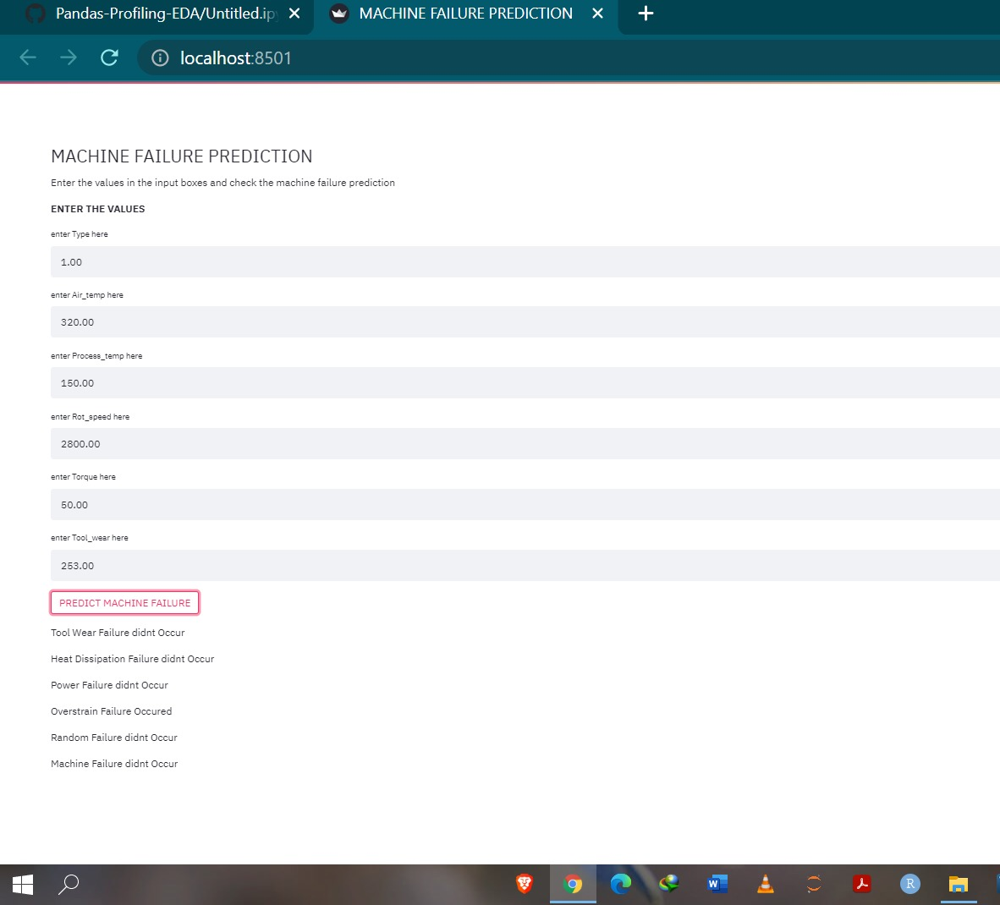 Pandas-Profiling-EDA/Untitled.ipy
MACHINE FAILURE PREDICTION
localhost:8501
MACHINE FAILURE PREDICTION
Enter the values in the input boxes and check the machine failure prediction
ENTER THE VALUES
enter Type here
1.00
enter Air_temp here
320.00
enter Process_temp here
150.00
enter Rot_speed here
2800.00
enter Torque here
50.00
enter Tool_wear here
253.00
PREDICT MACHINE FAILURE
Tool Wear Failure didnt Occur
Heat Dissipation Failure didnt Occur
Power Failure didnt Occur
Overstrain Failure Occured
Random Failure didnt Occur
Machine Failure didnt Occur
W
R